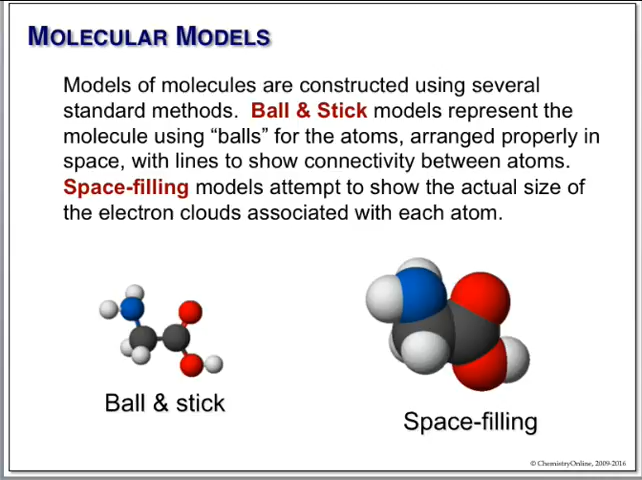 MOLECULAR MODELS
Models of molecules are constructed using several
standard methods. Ball & Stick models represent the
molecule using “balls” for the atoms, arranged properly in
space, with lines to show connectivity between atoms.
Space-filling models attempt to show the actual size of
the electron clouds associated with each atom.
Ball & stick
Space-filling
© ChemistryOnline, 2009-2016